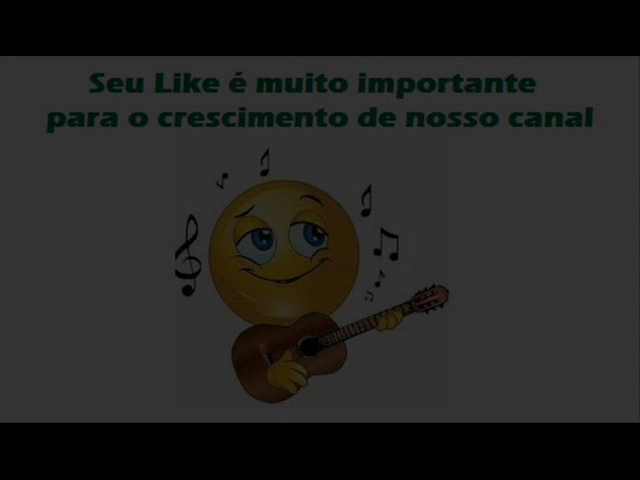 Seu Like é muito importante
para o crescimento de nosso canal